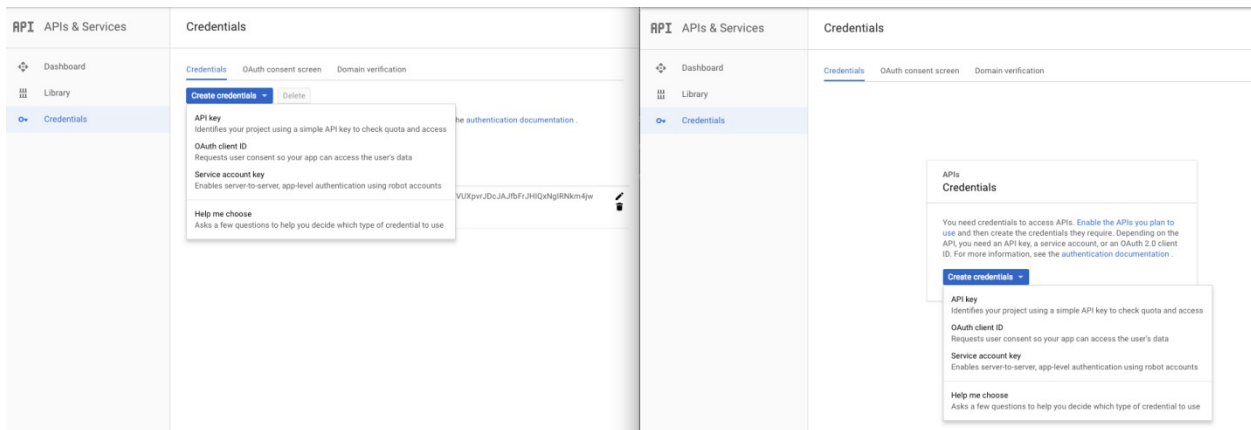 API APIs & Services
Dashboard
Library
Credentials
Credentials
Credentials OAuth consent screen Domain verification
Create credentials Delete
API key
Identifies your project using a simple API key to check quota and access
OAuth client ID
Requests user consent so your app can access the user's data
Service account key
Enables server-to-server, app-level authentication using robot accounts
Help me choose
Asks a few questions to help you decide which type of credential to use
he authentication documentation .
API APIs & Services
Dashboard
Library
Credentials
Credentials
Credentials OAuth consent screen Domain verification
APIs
Credentials
You need credentials to access APIs. Enable the APIs you plan to
use and then create the credentials they require. Depending on the
API, you need an API key, a service account, or an OAuth 2.0 client
ID. For more information, see the authentication documentation .
Create credentials
API key
Identifies your project using a simple API key to check quota and access
OAuth client ID
Requests user consent so your app can access the user's data
Service account key
Enables server-to-server, app-level authentication using robot accounts
Help me choose
Asks a few questions to help you decide which type of credential to use